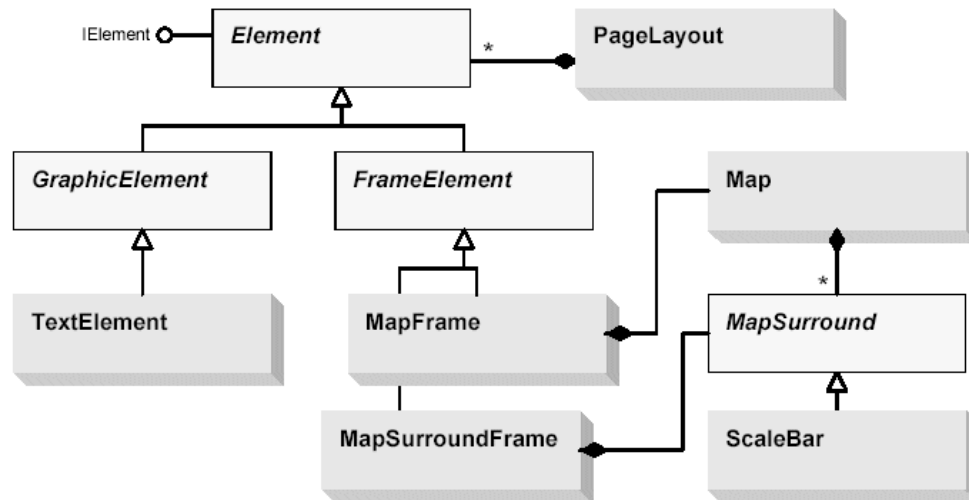 IElement
Element
*
PageLayout
GraphicElement
FrameElement
Map
TextElement
MapFrame
*
MapSurround
MapSurroundFrame
ScaleBar